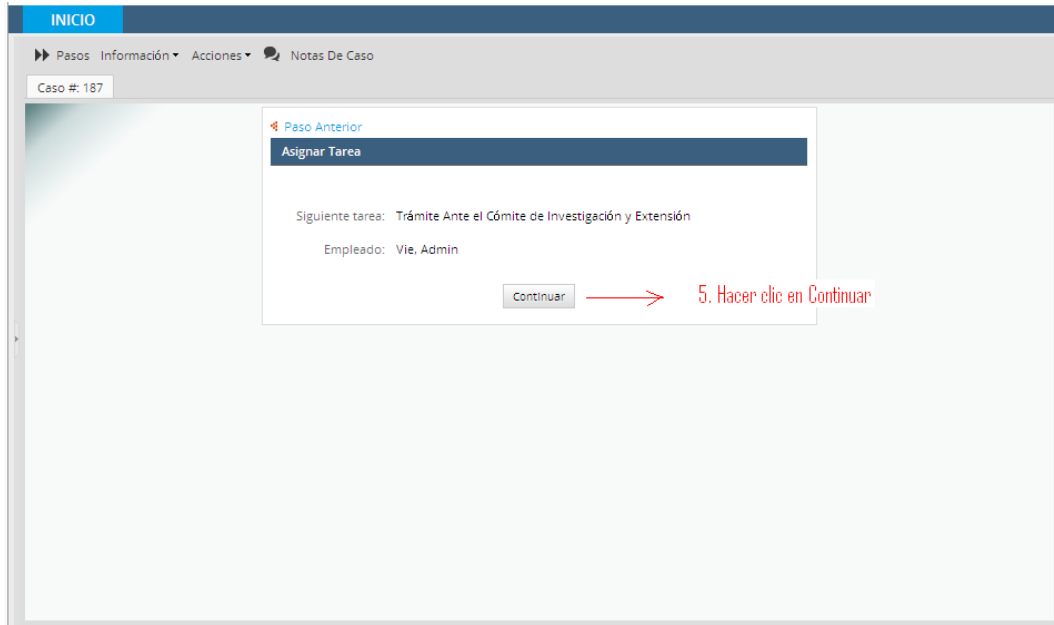 INICIO
Pasos Información Acciones Notas De Caso
Caso #: 187
Paso Anterior
Asignar Tarea
Siguiente tarea: Trámite Ante el Cómite de Investigación y Extensión
Empleado: Vie, Admin
Continuar
5. Hacer clic en Continuar